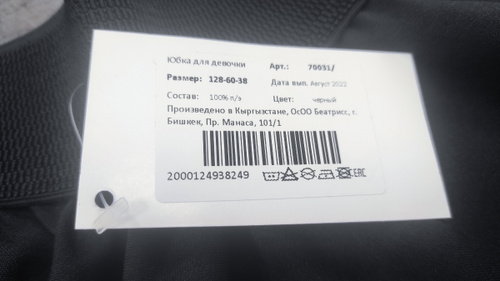 Юбка для девочки Арт.: 70031/
Размер: 128-60-38 Дата вып. Август 2022
Состав: 100% п/э Цвет: черный
Произведено в Кыргызстане, ОсОО Беатрисс, г.
Бишкек, Пр. Манаса, 101/1
2000124938249 EAC